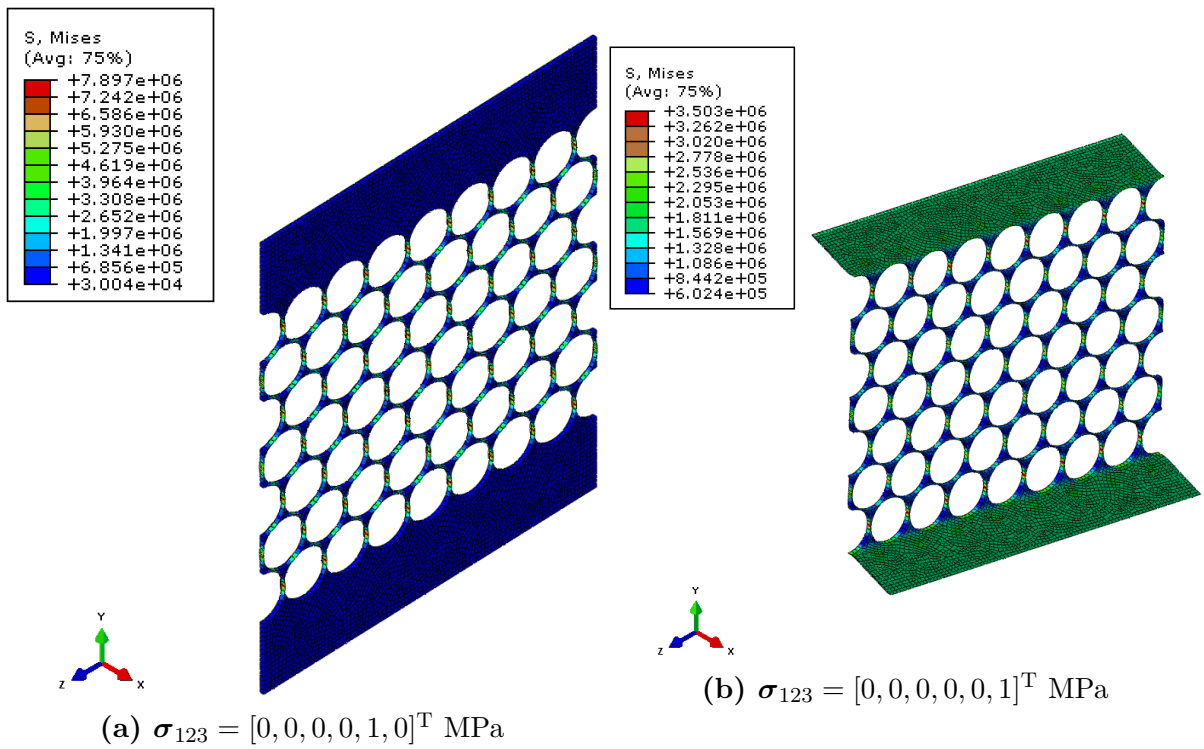 S, Mises
(Avg: 75%)
+7.897e+06
+7.242e+06
+6.586e+06
+5.930e+06
+5.275e+06
+4.619e+06
+3.964e+06
+3.308e+06
+2.652e+06
+1.997e+06
+1.341e+06
+6.856e+05
+3.004e+04
Y
Z
X
(a) σ₁₂₃ = [0, 0, 0, 0, 1, 0]ᵀ MPa
S, Mises
(Avg: 75%)
+3.503e+06
+3.262e+06
+3.020e+06
+2.778e+06
+2.536e+06
+2.295e+06
+2.053e+06
+1.811e+06
+1.569e+06
+1.328e+06
+1.086e+06
+8.442e+05
+6.024e+05
Y
Z
X
(b) σ₁₂₃ = [0, 0, 0, 0, 0, 1]ᵀ MPa